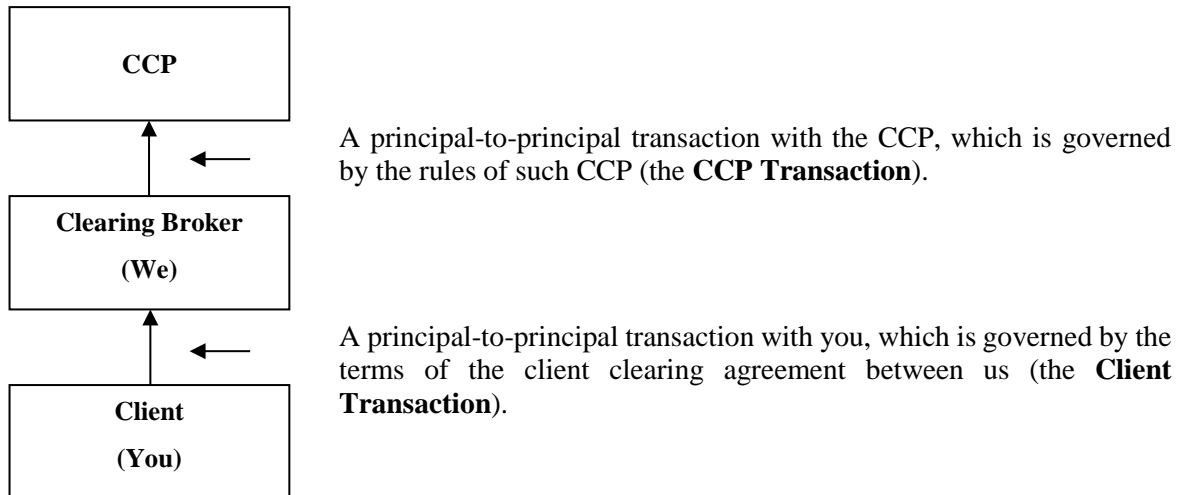 CCP
A principal-to-principal transaction with the CCP, which is governed
by the rules of such CCP (the CCP Transaction).
Clearing Broker
(We)
A principal-to-principal transaction with you, which is governed by the
terms of the client clearing agreement between us (the Client
Transaction).
Client
(You)